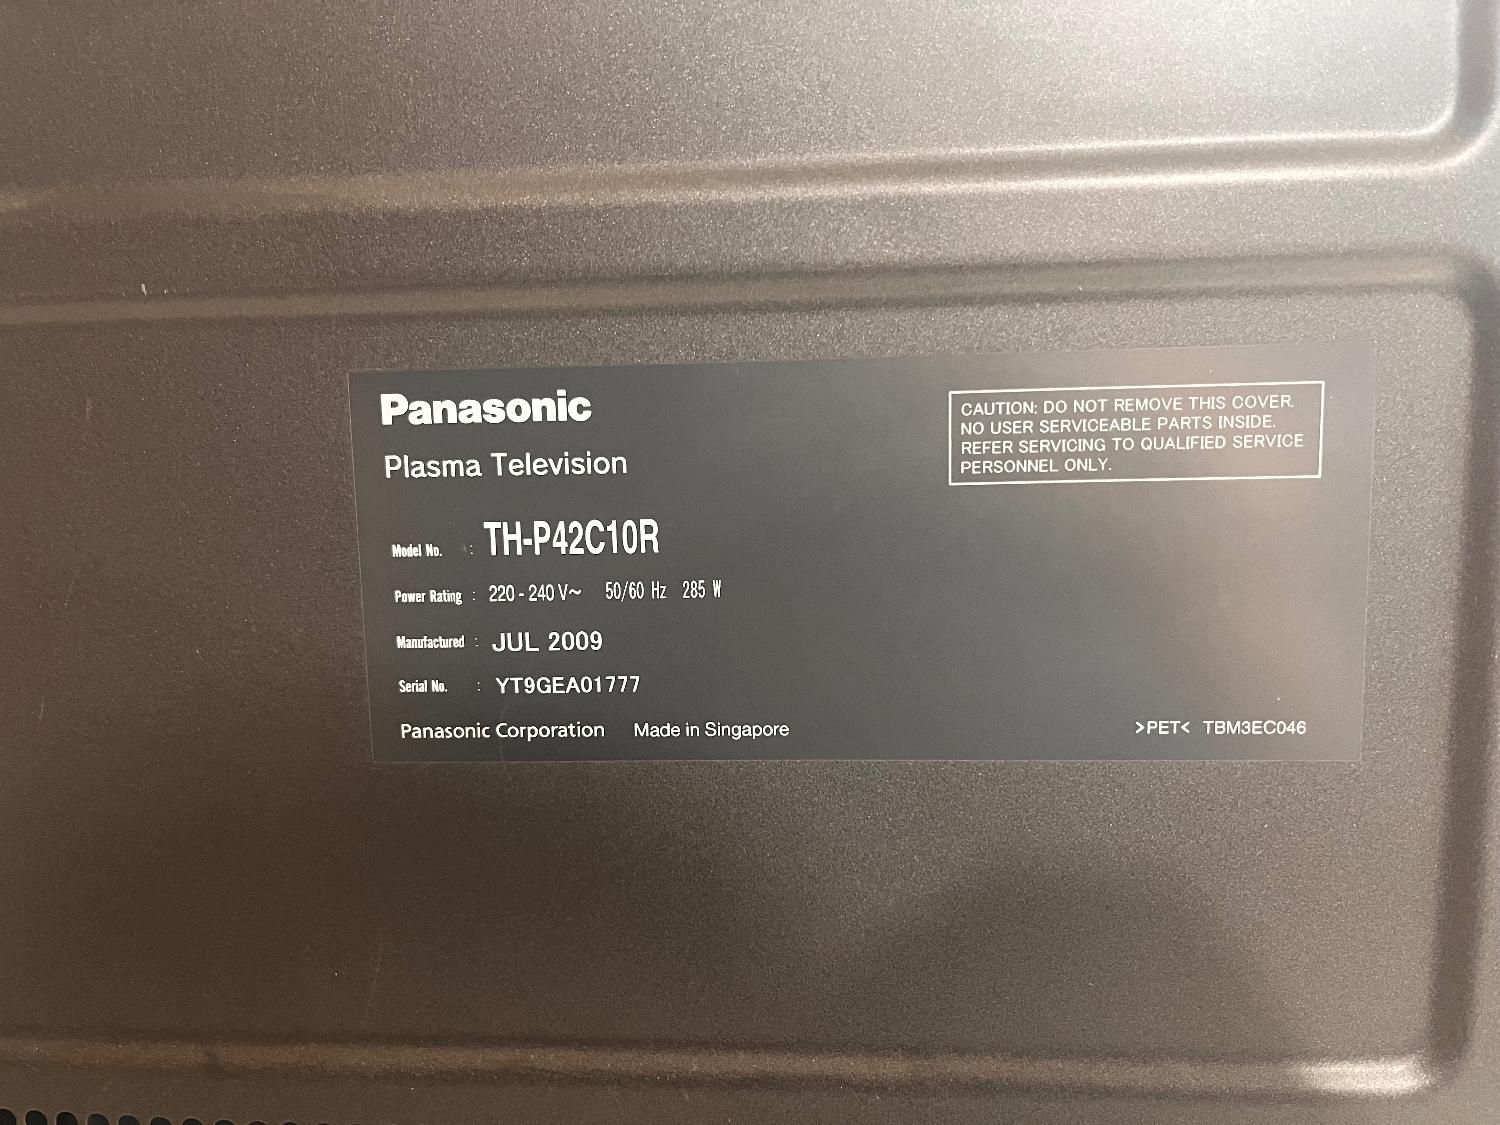 Panasonic
Plasma Television
CAUTION: DO NOT REMOVE THIS COVER.
NO USER SERVICEABLE PARTS INSIDE.
REFER SERVICING TO QUALIFIED SERVICE
PERSONNEL ONLY.
Model No. : TH-P42C10R
Power Rating : 220 - 240 V~ 50/60 Hz 285 W
Manufactured : JUL 2009
Serial No. : YT9GEA01777
Panasonic Corporation Made in Singapore >PET< TBM3EC046